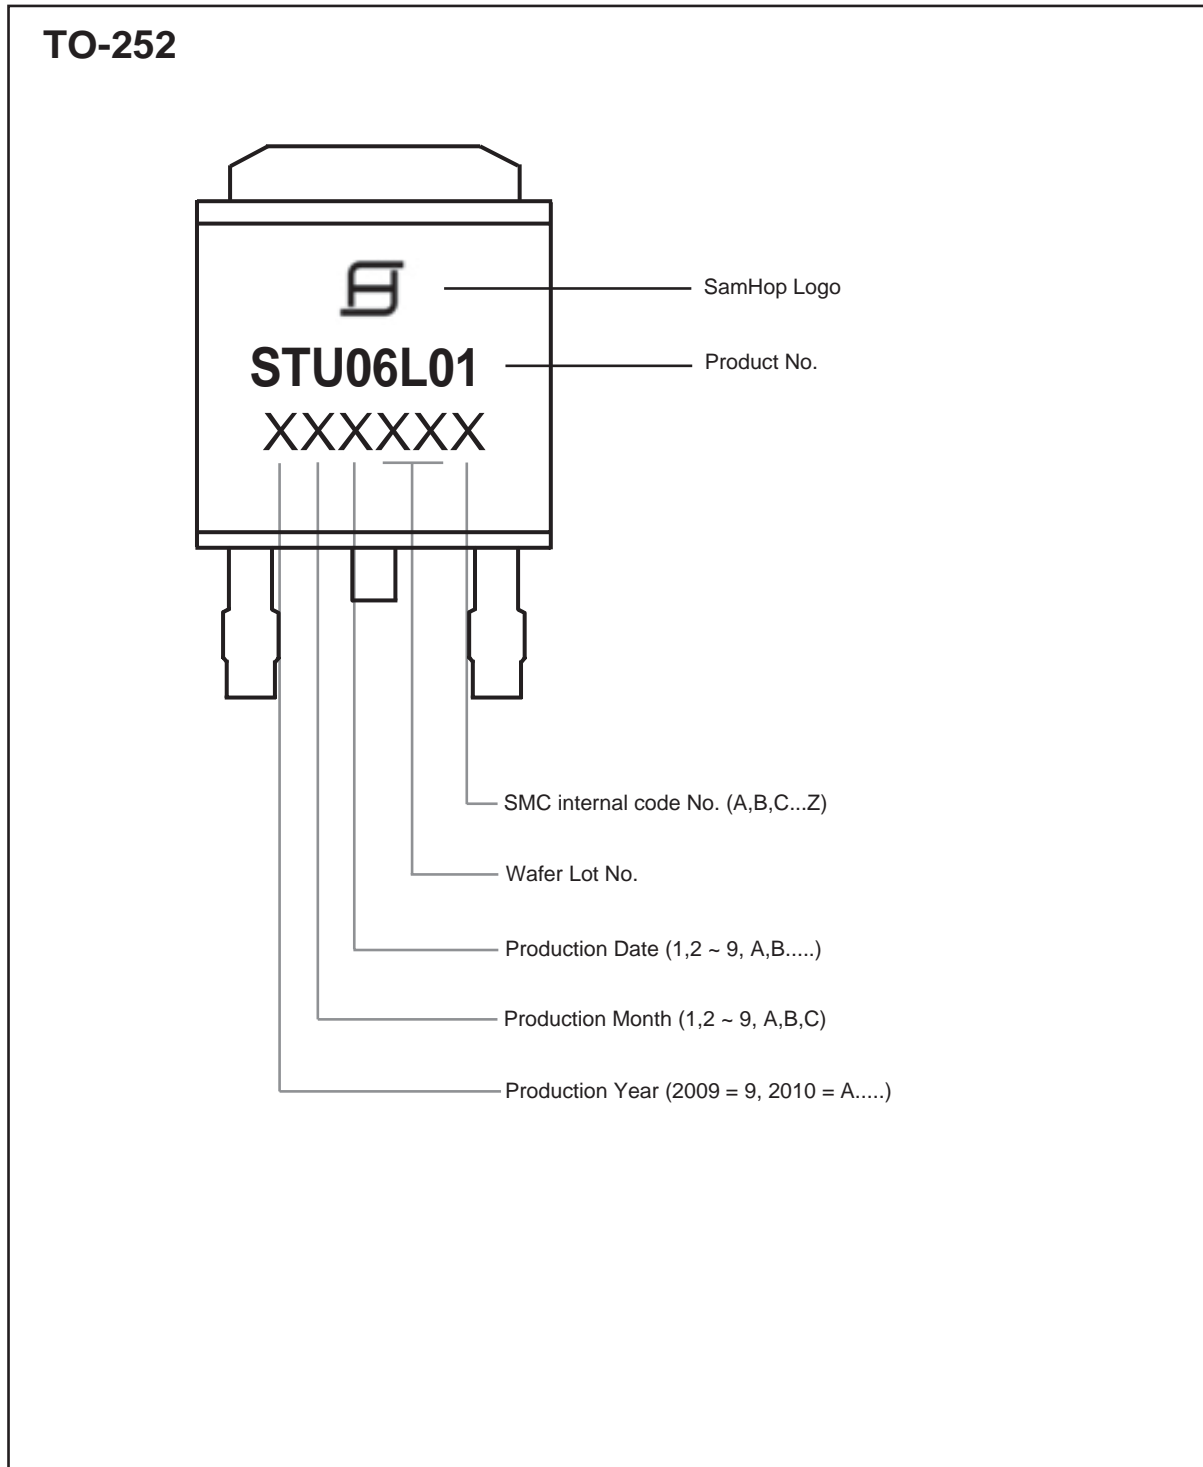 TO-252
SamHop Logo
STU06L01
Product No.
XXXXXX
SMC internal code No. (A,B,C...Z)
Wafer Lot No.
Production Date (1,2 ~ 9, A,B.....)
Production Month (1,2 ~ 9, A,B,C)
Production Year (2009 = 9, 2010 = A.....)